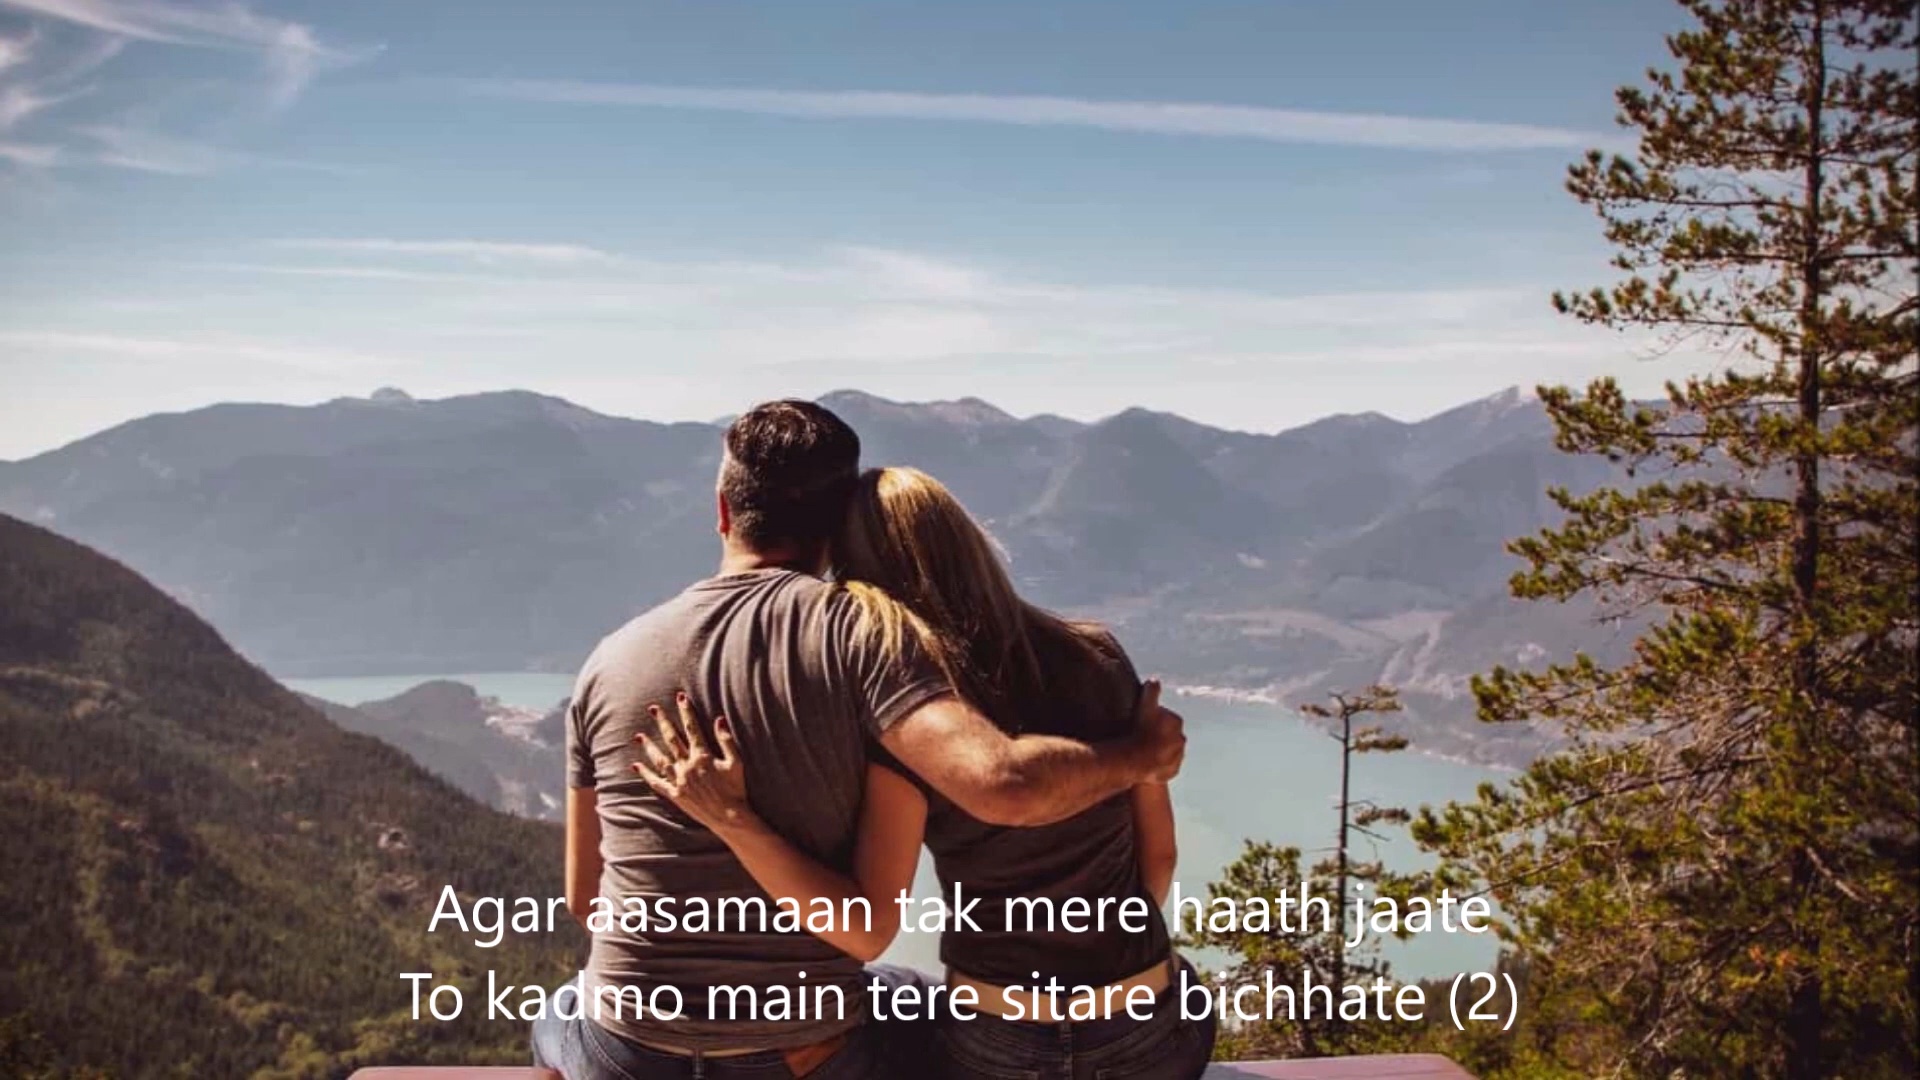 Agar aasamaan tak mere haath jaate
To kadmo main tere sitare bichhate (2)